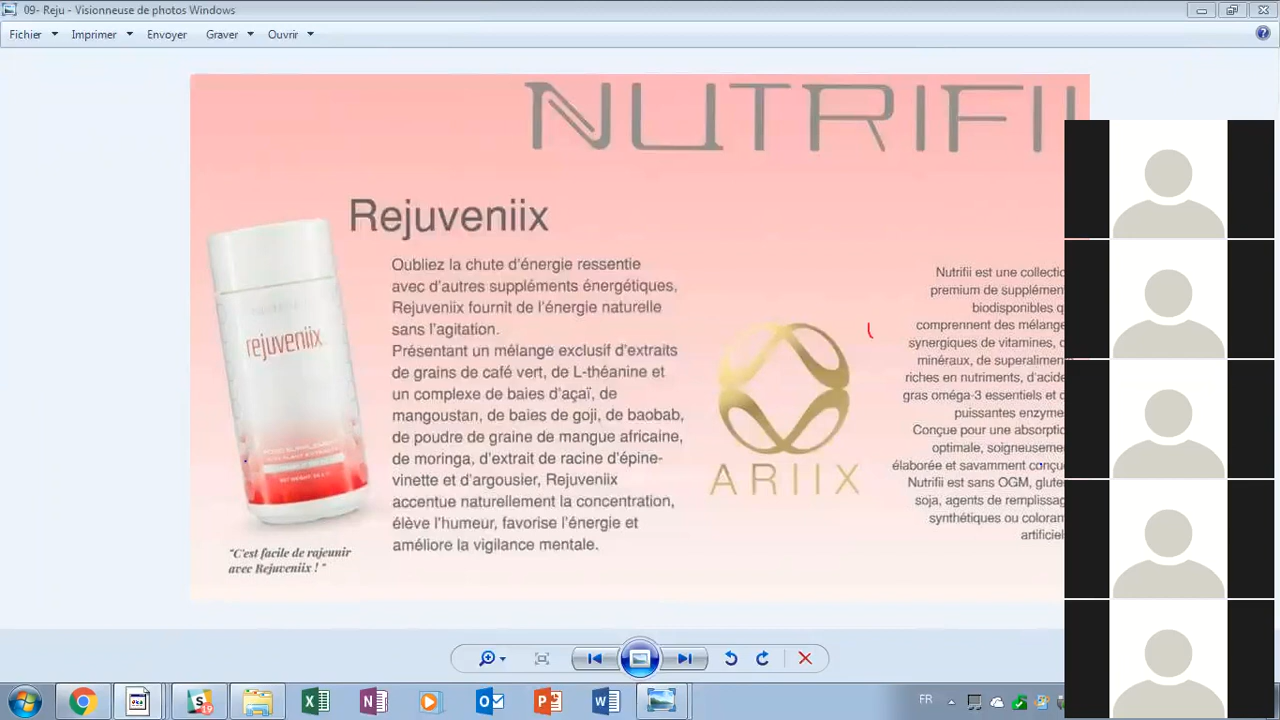 09- Reju - Visionneuse de photos Windows
Fichier Imprimer Envoyer Graver Ouvrir
NUTRIFII
Rejuveniix
rejuveniix
Oubliez la chute d'énergie ressentie
avec d'autres suppléments énergétiques,
Rejuveniix fournit de l'énergie naturelle
sans l'agitation.
Présentant un mélange exclusif d'extraits
de grains de café vert, de L-théanine et
un complexe de baies d'açaï, de
mangoustan, de baies de goji, de baobab,
de poudre de graine de mangue africaine,
de moringa, d'extrait de racine d'épine-
vinette et d'argousier, Rejuveniix
accentue naturellement la concentration,
élève l'humeur, favorise l'énergie et
améliore la vigilance mentale.
"C'est facile de rajeunir
avec Rejuveniix ! "
ARIIX
Nutrifii est une collectio
premium de supplémen
biodisponibles q
comprennent des mélange
synergiques de vitamines, d
minéraux, de superaliment
riches en nutriments, d'acide
gras oméga-3 essentiels et d
puissantes enzyme
Conçue pour une absorptio
optimale, soigneuseme
élaborée et savamment conçue
Nutrifii est sans OGM, glute
soja, agents de remplissag
synthétiques ou coloran
artificiel
FR